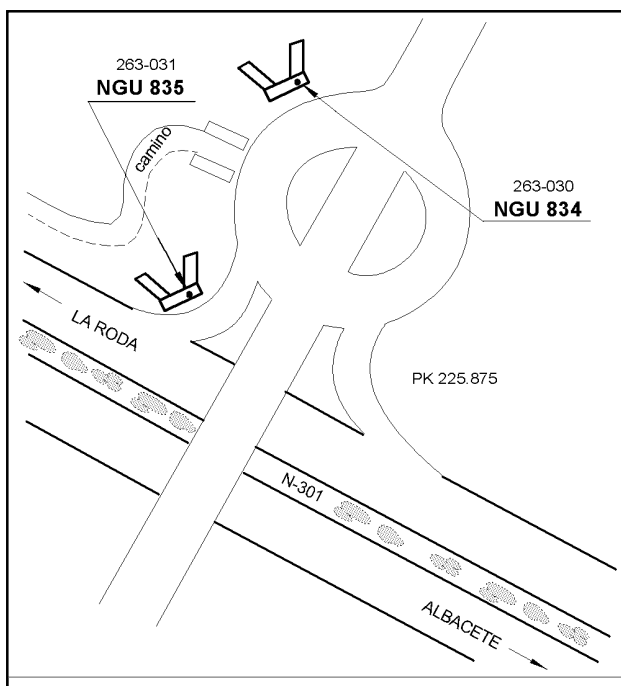 263-031
NGU 835
camino
263-030
NGU 834
LA RODA
PK 225.875
N-301
ALBACETE